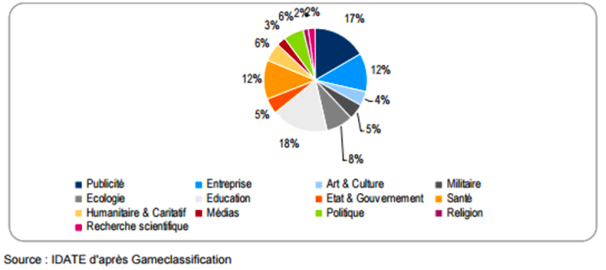 3% 6% 2% 2% 17%
6%
12% 12%
4%
5% 5%
18% 8%
Publicité Entreprise Art & Culture Militaire
Ecologie Education Etat & Gouvernement Santé
Humanitaire & Caritatif Médias Politique Religion
Recherche scientifique
Source : IDATE d'après Gameclassification